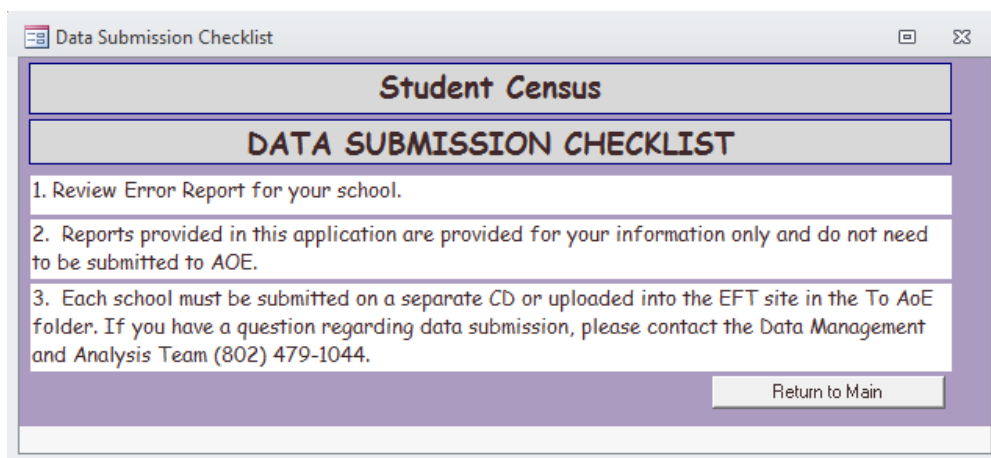 Data Submission Checklist
Student Census
DATA SUBMISSION CHECKLIST
1. Review Error Report for your school.
2.  Reports provided in this application are provided for your information only and do not need
to be submitted to AOE.
3.  Each school must be submitted on a separate CD or uploaded into the EFT site in the To AoE
folder. If you have a question regarding data submission, please contact the Data Management
and Analysis Team (802) 479-1044.
Return to Main